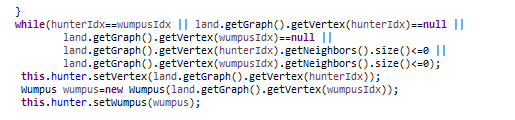 }
while(hunterIdx==wumpusIdx || land.getGraph().getVertex(hunterIdx)==null ||
land.getGraph().getVertex(wumpusIdx)==null ||
land.getGraph().getVertex(hunterIdx).getNeighbors().size()<=0 ||
land.getGraph().getVertex(wumpusIdx).getNeighbors().size()<=0);
this.hunter.setVertex(land.getGraph().getVertex(hunterIdx));
Wumpus wumpus=new Wumpus(land.getGraph().getVertex(wumpusIdx));
this.hunter.setWumpus(wumpus);